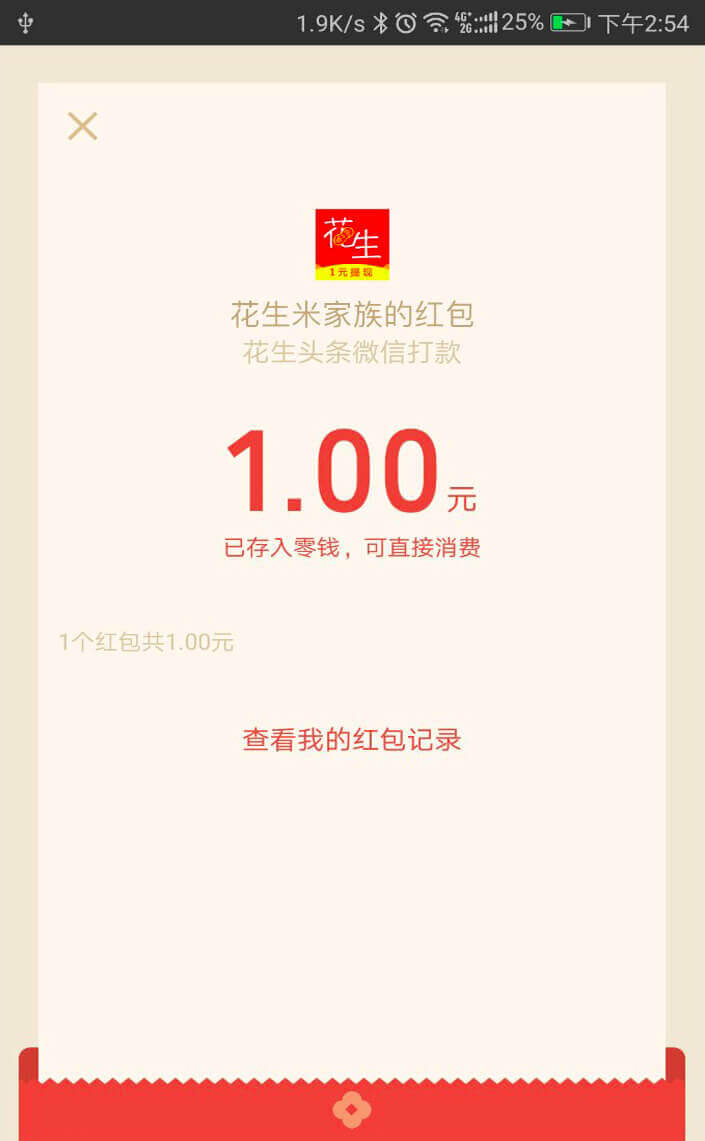 1.9K/s 4G+ 2G 25% 下午2:54
花生
1元提现
花生米家族的红包
花生头条微信打款
1.00元
已存入零钱，可直接消费
1个红包共1.00元
查看我的红包记录